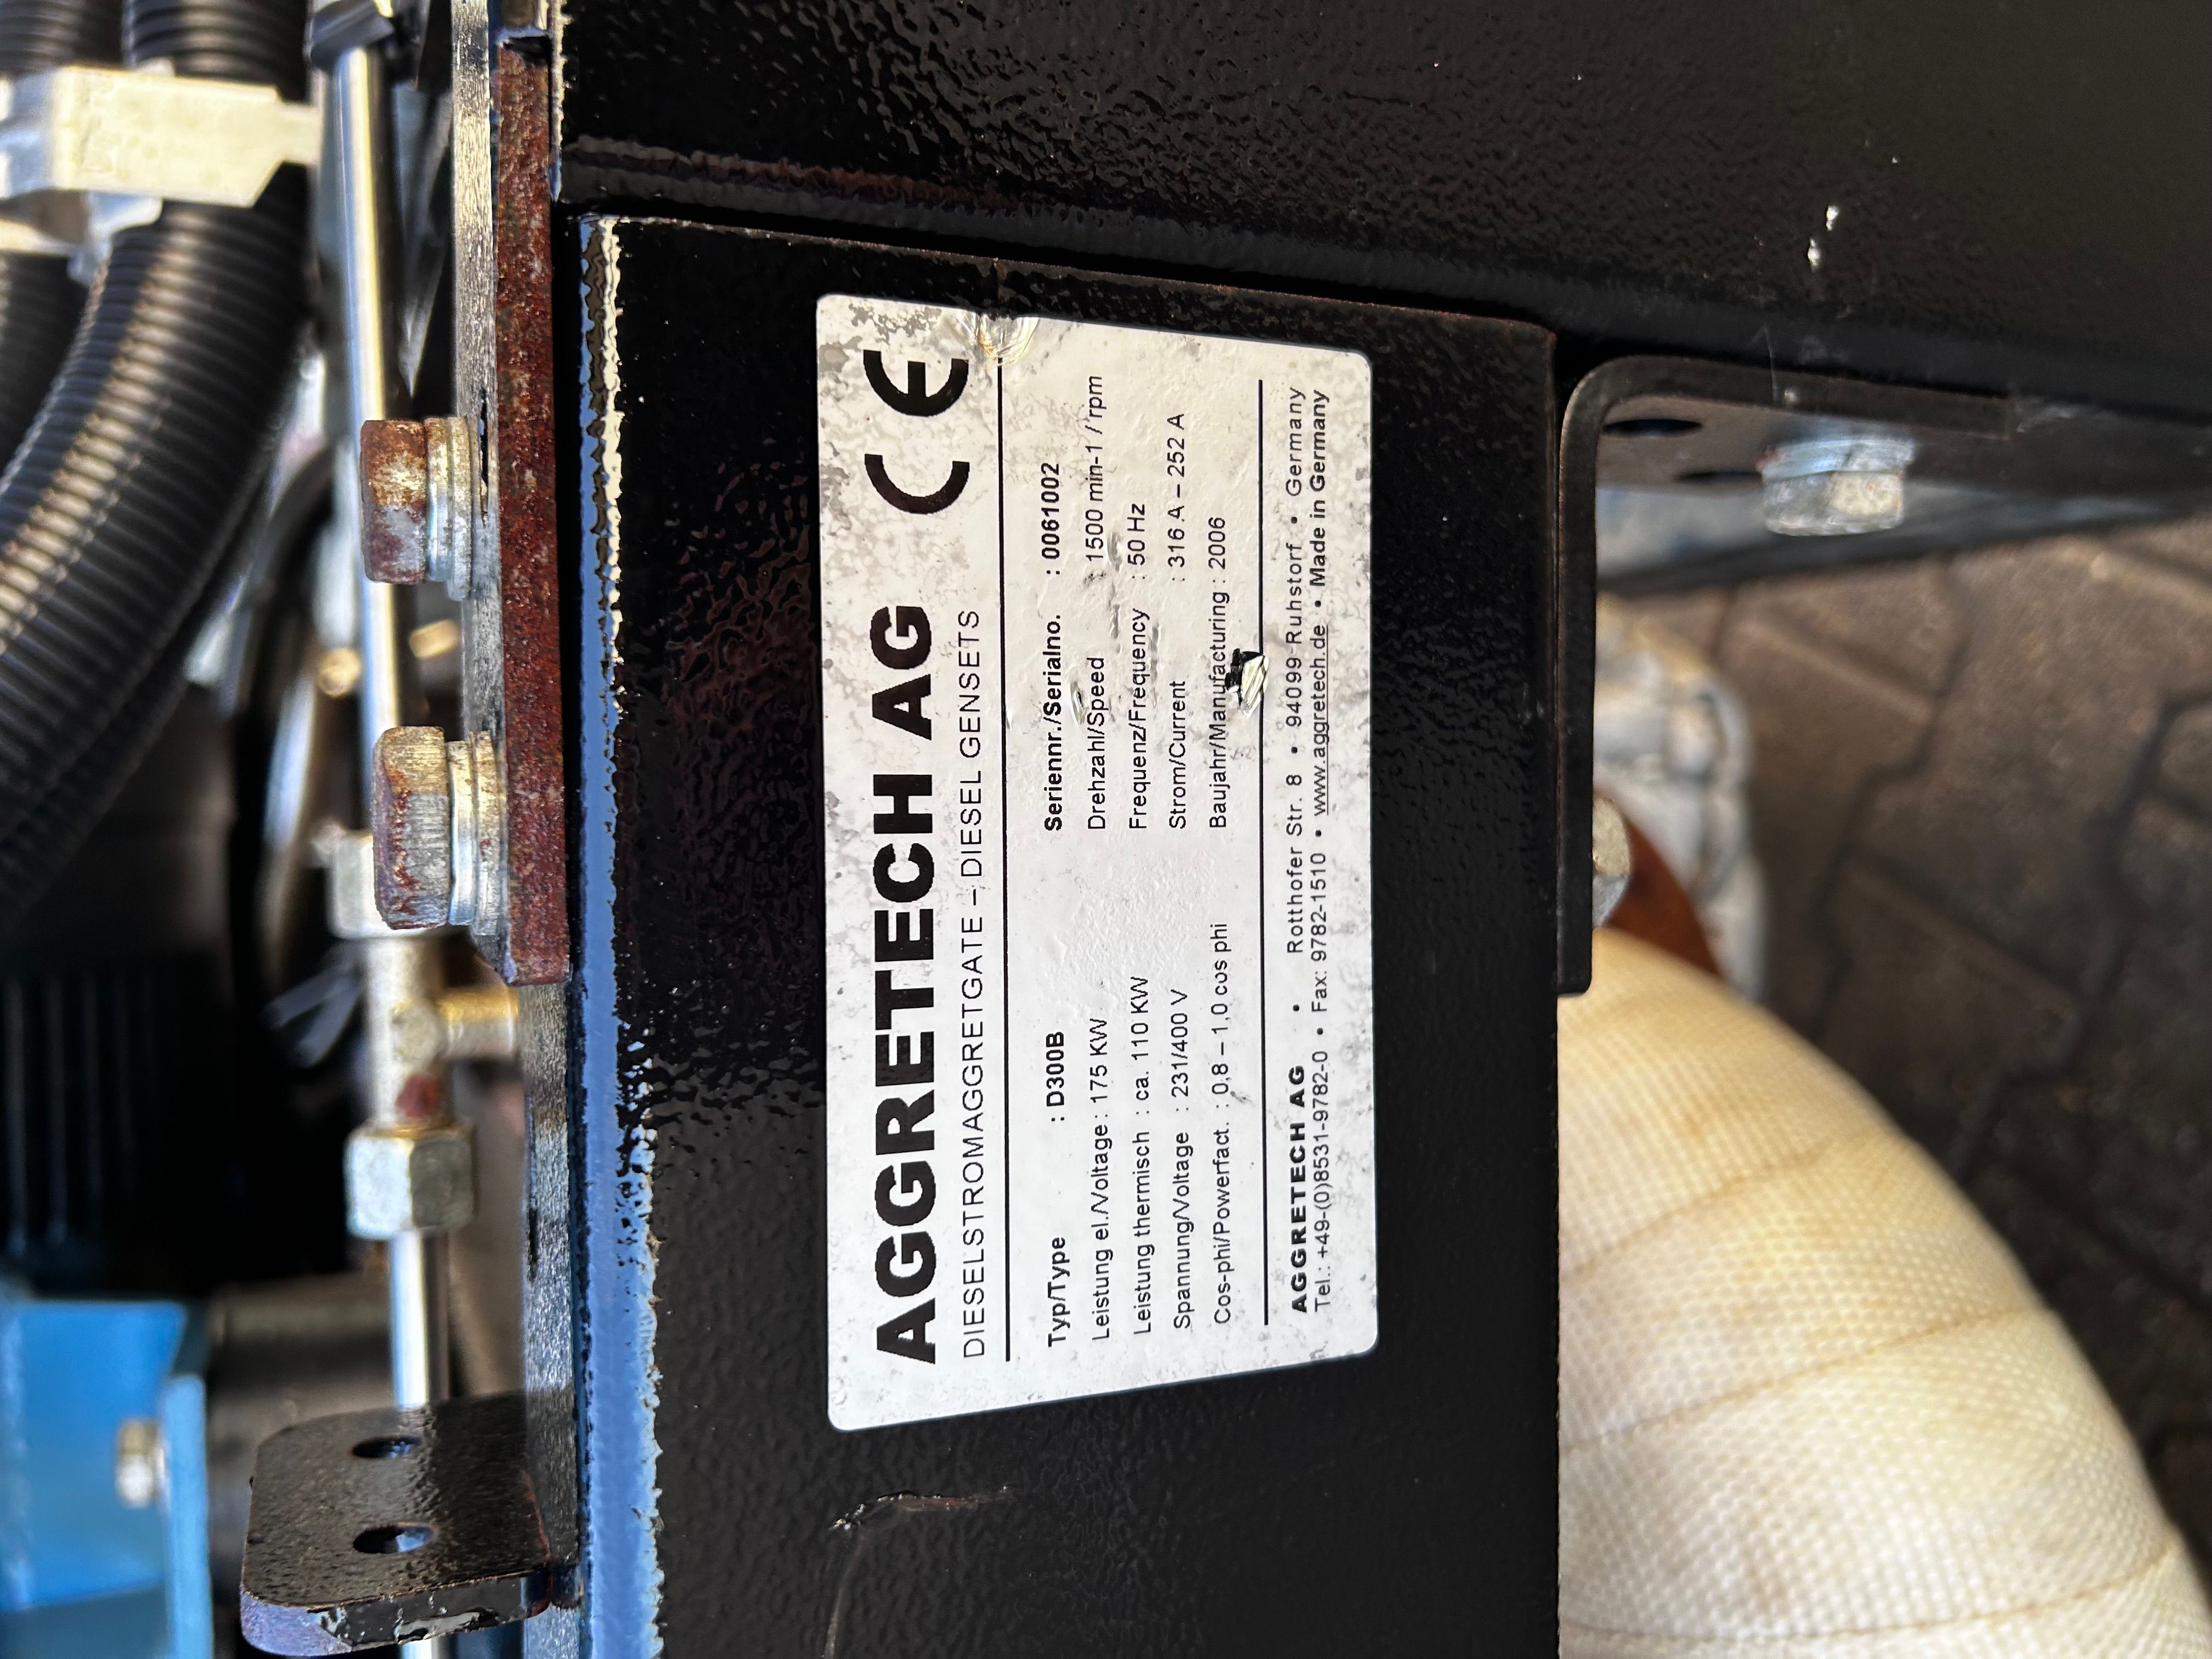 AGGRETECH AG CE
DIESELSTROMAGGRETGATE – DIESEL GENSETS
Typ/Type : D300B Seriennr./Serialno. : 0061002
Leistung el./Voltage : 175 KW Drehzahl/Speed : 1500 min-1 / rpm
Leistung thermisch : ca. 110 KW Frequenz/Frequency : 50 Hz
Spannung/Voltage : 231/400 V Strom/Current : 316 A – 252 A
Cos-phi/Powerfact. : 0,8 – 1,0 cos phi Baujahr/Manufacturing : 2006
AGGRETECH AG • Rotthofer Str. 8 • 94099 Ruhstorf • Germany
Tel.: +49-(0)8531-9782-0 • Fax: 9782-1510 • www.aggretech.de • Made in Germany